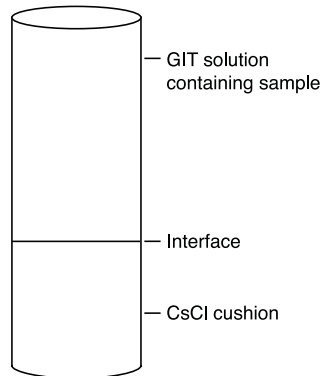 GIT solution
containing sample
Interface
CsCl cushion